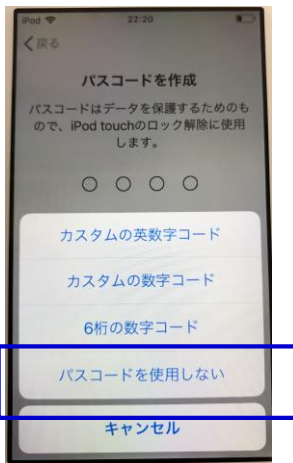 iPod 22:20
戻る
パスコードを作成
パスコードはデータを保護するためのも
ので、iPod touchのロック解除に使用
します。
カスタムの英数字コード
カスタムの数字コード
6桁の数字コード
パスコードを使用しない
キャンセル